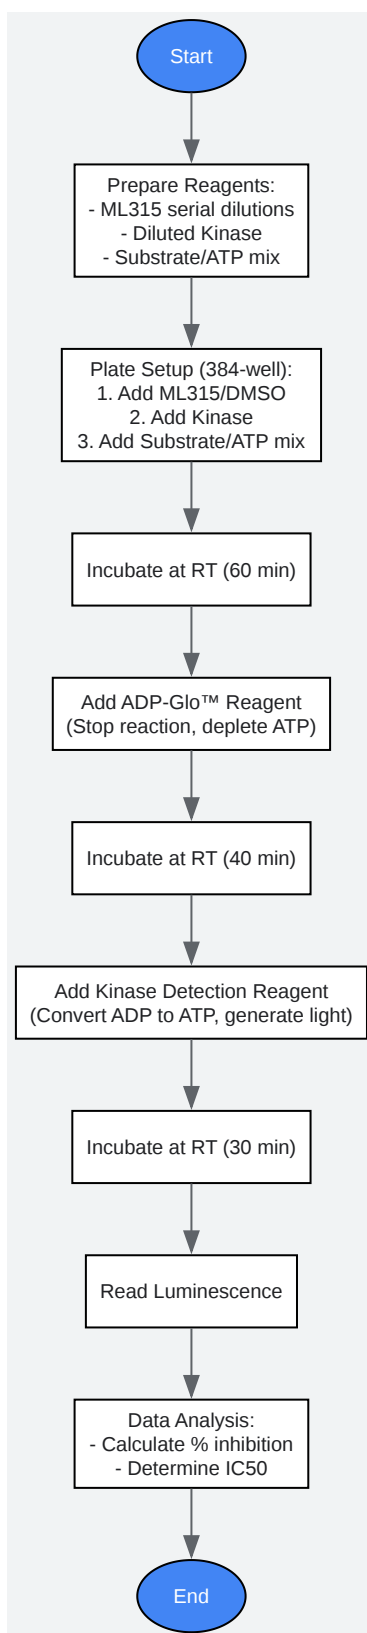 Start
Prepare Reagents:
- ML315 serial dilutions
- Diluted Kinase
- Substrate/ATP mix
Plate Setup (384-well):
1. Add ML315/DMSO
2. Add Kinase
3. Add Substrate/ATP mix
Incubate at RT (60 min)
Add ADP-Glo™ Reagent
(Stop reaction, deplete ATP)
Incubate at RT (40 min)
Add Kinase Detection Reagent
(Convert ADP to ATP, generate light)
Incubate at RT (30 min)
Read Luminescence
Data Analysis:
- Calculate % inhibition
- Determine IC50
End